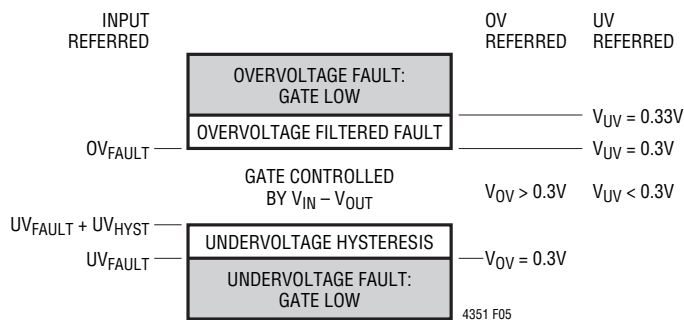 INPUT
REFERRED
OV
REFERRED
UV
REFERRED
OVERVOLTAGE FAULT:
GATE LOW
V_UV = 0.33V
OVERVOLTAGE FILTERED FAULT
OV_FAULT
V_UV = 0.3V
GATE CONTROLLED
BY V_IN – V_OUT
V_OV > 0.3V
V_UV < 0.3V
UV_FAULT + UV_HYST
UNDERVOLTAGE HYSTERESIS
UV_FAULT
V_OV = 0.3V
UNDERVOLTAGE FAULT:
GATE LOW
4351 F05